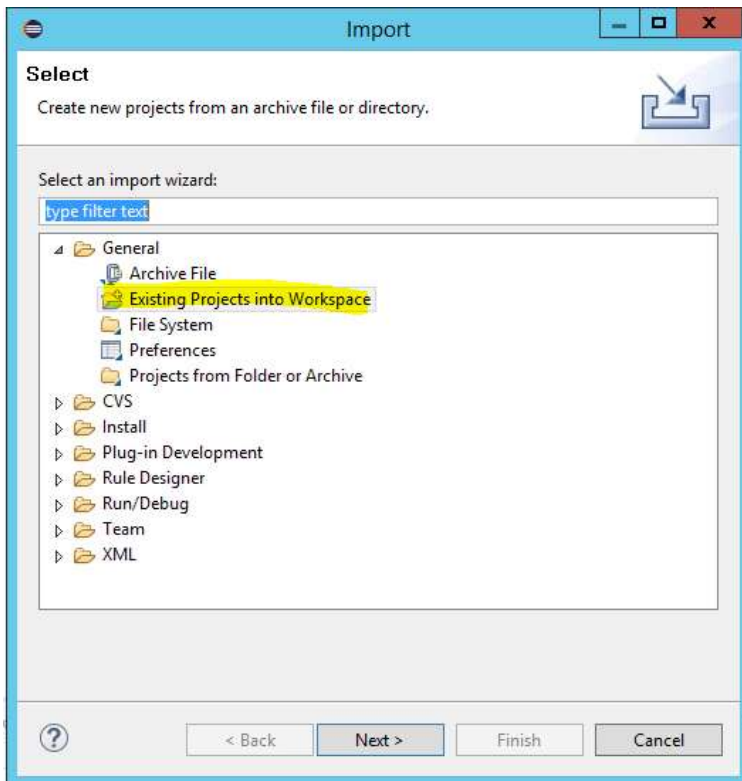 Import
Select
Create new projects from an archive file or directory.
Select an import wizard:
type filter text
General
Archive File
Existing Projects into Workspace
File System
Preferences
Projects from Folder or Archive
CVS
Install
Plug-in Development
Rule Designer
Run/Debug
Team
XML
< Back Next > Finish Cancel